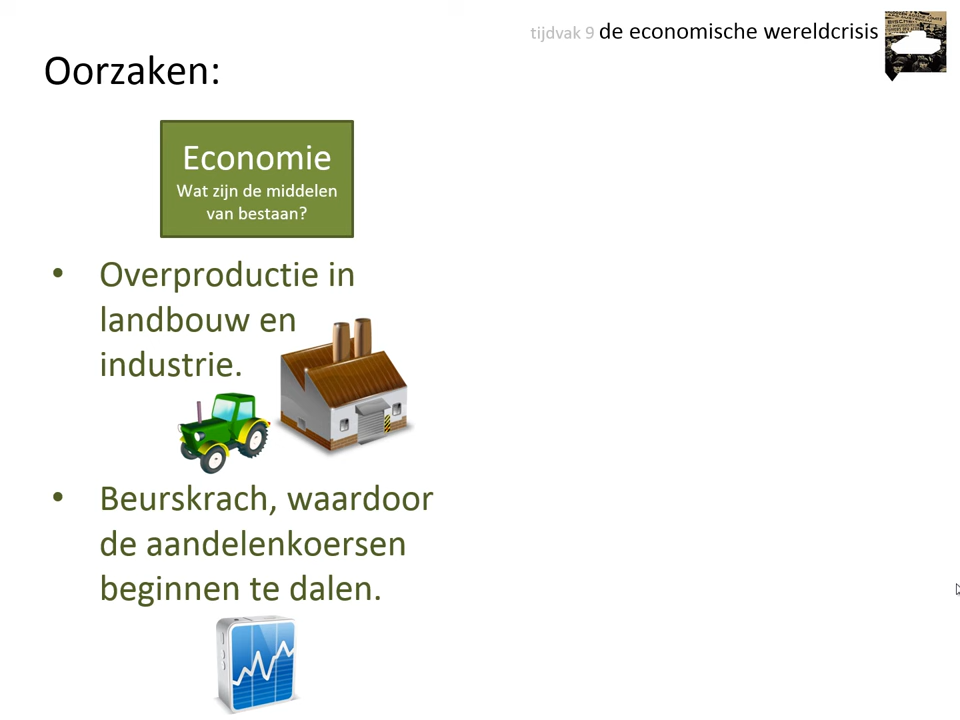 tijdvak 9 de economische wereldcrisis
Oorzaken:
Economie
Wat zijn de middelen
van bestaan?
• Overproductie in
landbouw en
industrie.
• Beurskrach, waardoor
de aandelenkoersen
beginnen te dalen.